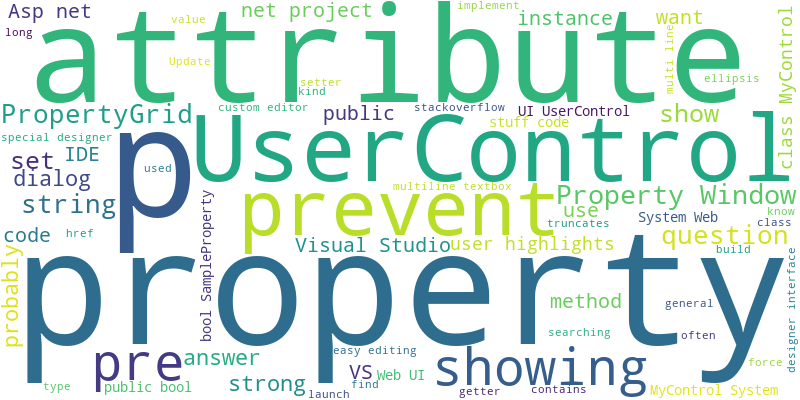 Asp net
long
attribute
value
net project
Update
setter
kind
implement
instance
want
multi line
ellipsis
class MyControl
PropertyGrid
special designer
custom editor
public
stackoverflow
UI UserControl
stuff code
show
p
UserControl
set
IDE
dialog
used
string
prevent
multiline textbox
Property Window
use
truncates
System Web
know
class
code
href
bool SampleProperty
Visual Studio
user highlights
question
build
probably
property
method
general
designer interface
searching
often
pre
answer
easy editing
VS
Web UI
showing
force
type
public bool
strong
launch
find
getter
contains
MyControl System